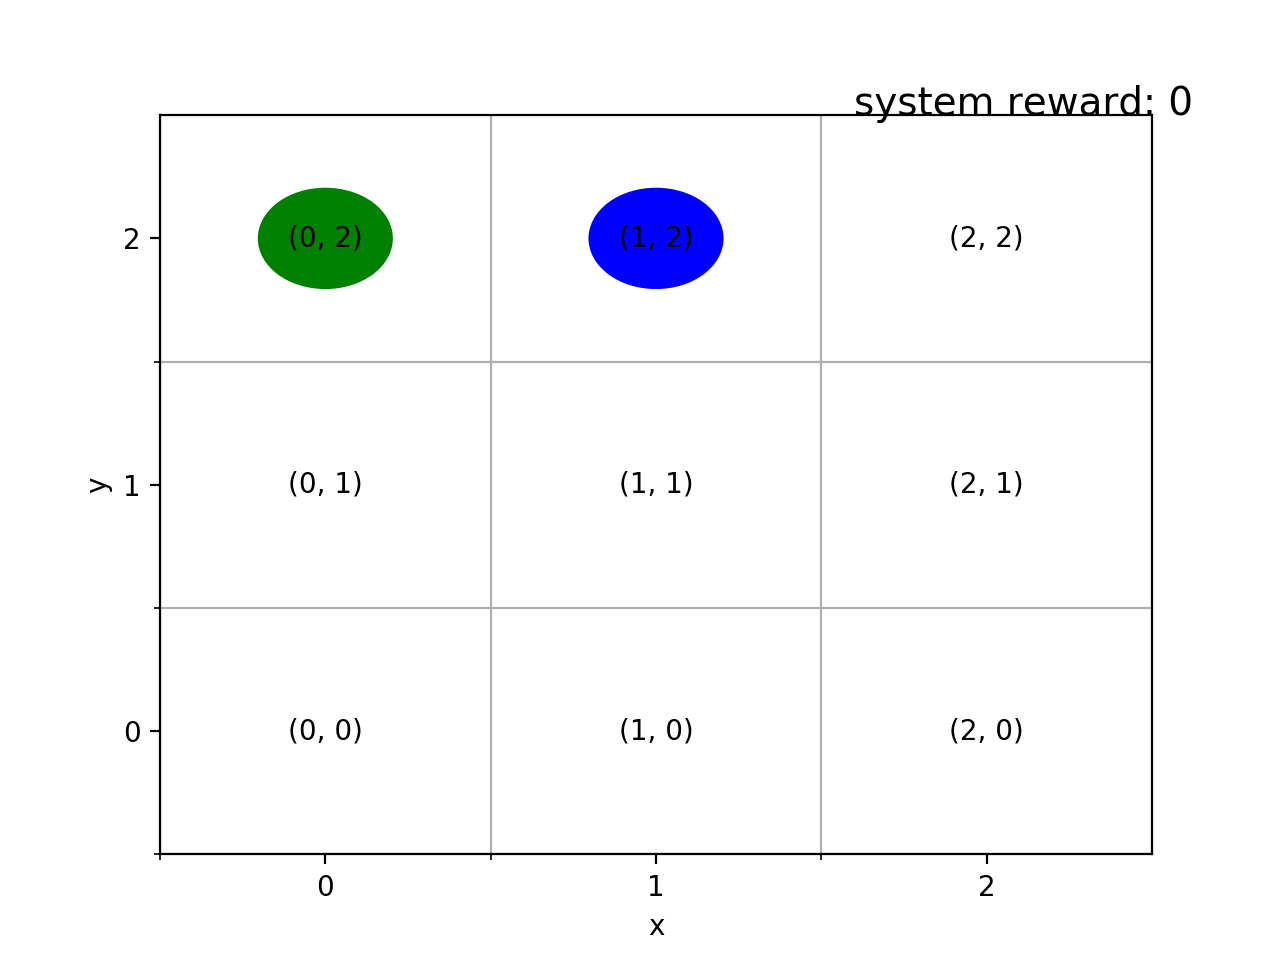 system reward: 0
2
(0, 2) (1, 2) (2, 2)
y
1
(0, 1) (1, 1) (2, 1)
0
(0, 0) (1, 0) (2, 0)
0 1 2
x